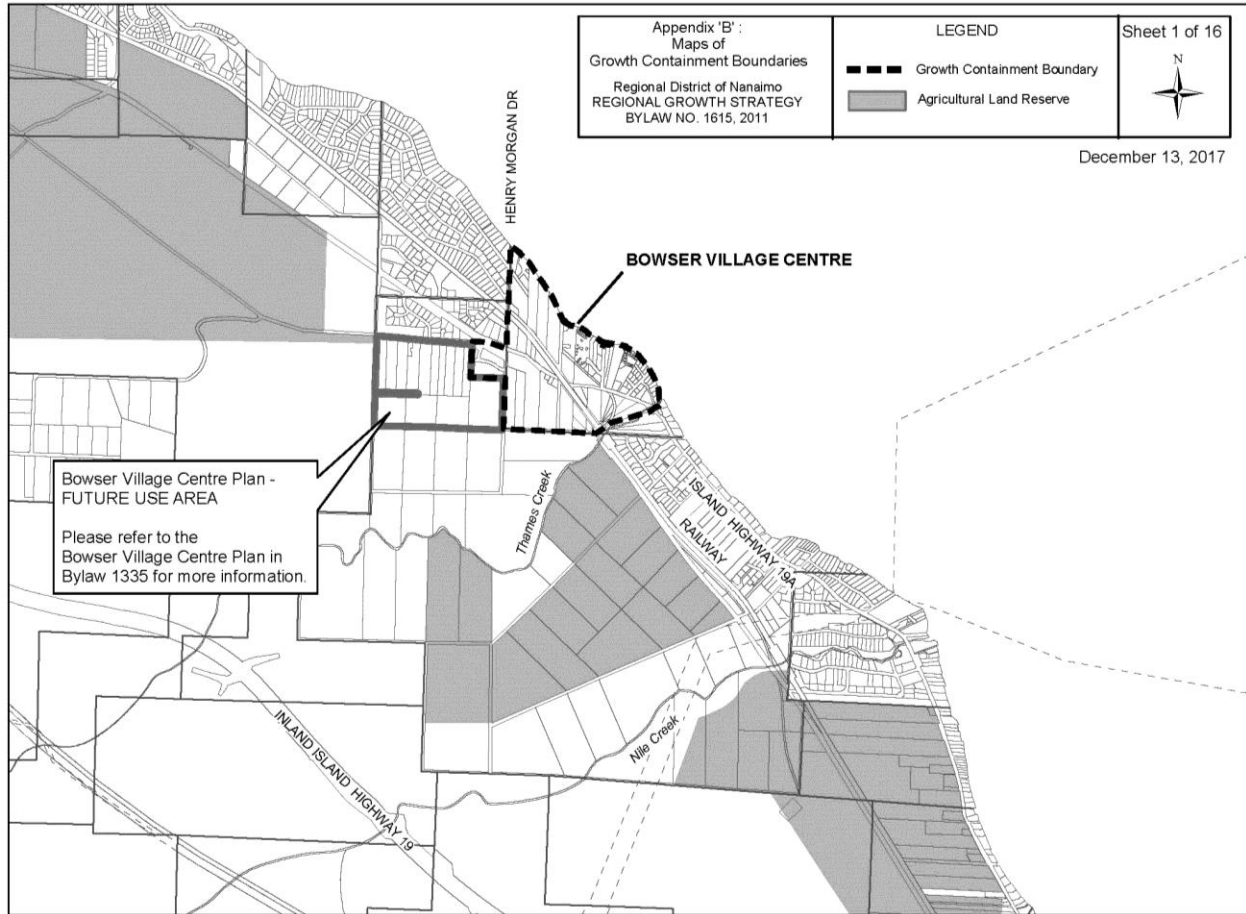 Appendix 'B' :
Maps of
Growth Containment Boundaries
Regional District of Nanaimo
REGIONAL GROWTH STRATEGY
BYLAW NO. 1615, 2011
LEGEND
Growth Containment Boundary
Agricultural Land Reserve
Sheet 1 of 16
N
December 13, 2017
HENRY MORGAN DR
BOWSER VILLAGE CENTRE
Bowser Village Centre Plan -
FUTURE USE AREA
Please refer to the
Bowser Village Centre Plan in
Bylaw 1335 for more information.
Thames Creek
ISLAND HIGHWAY 19A
RAILWAY
Nile Creek
INLAND ISLAND HIGHWAY 19